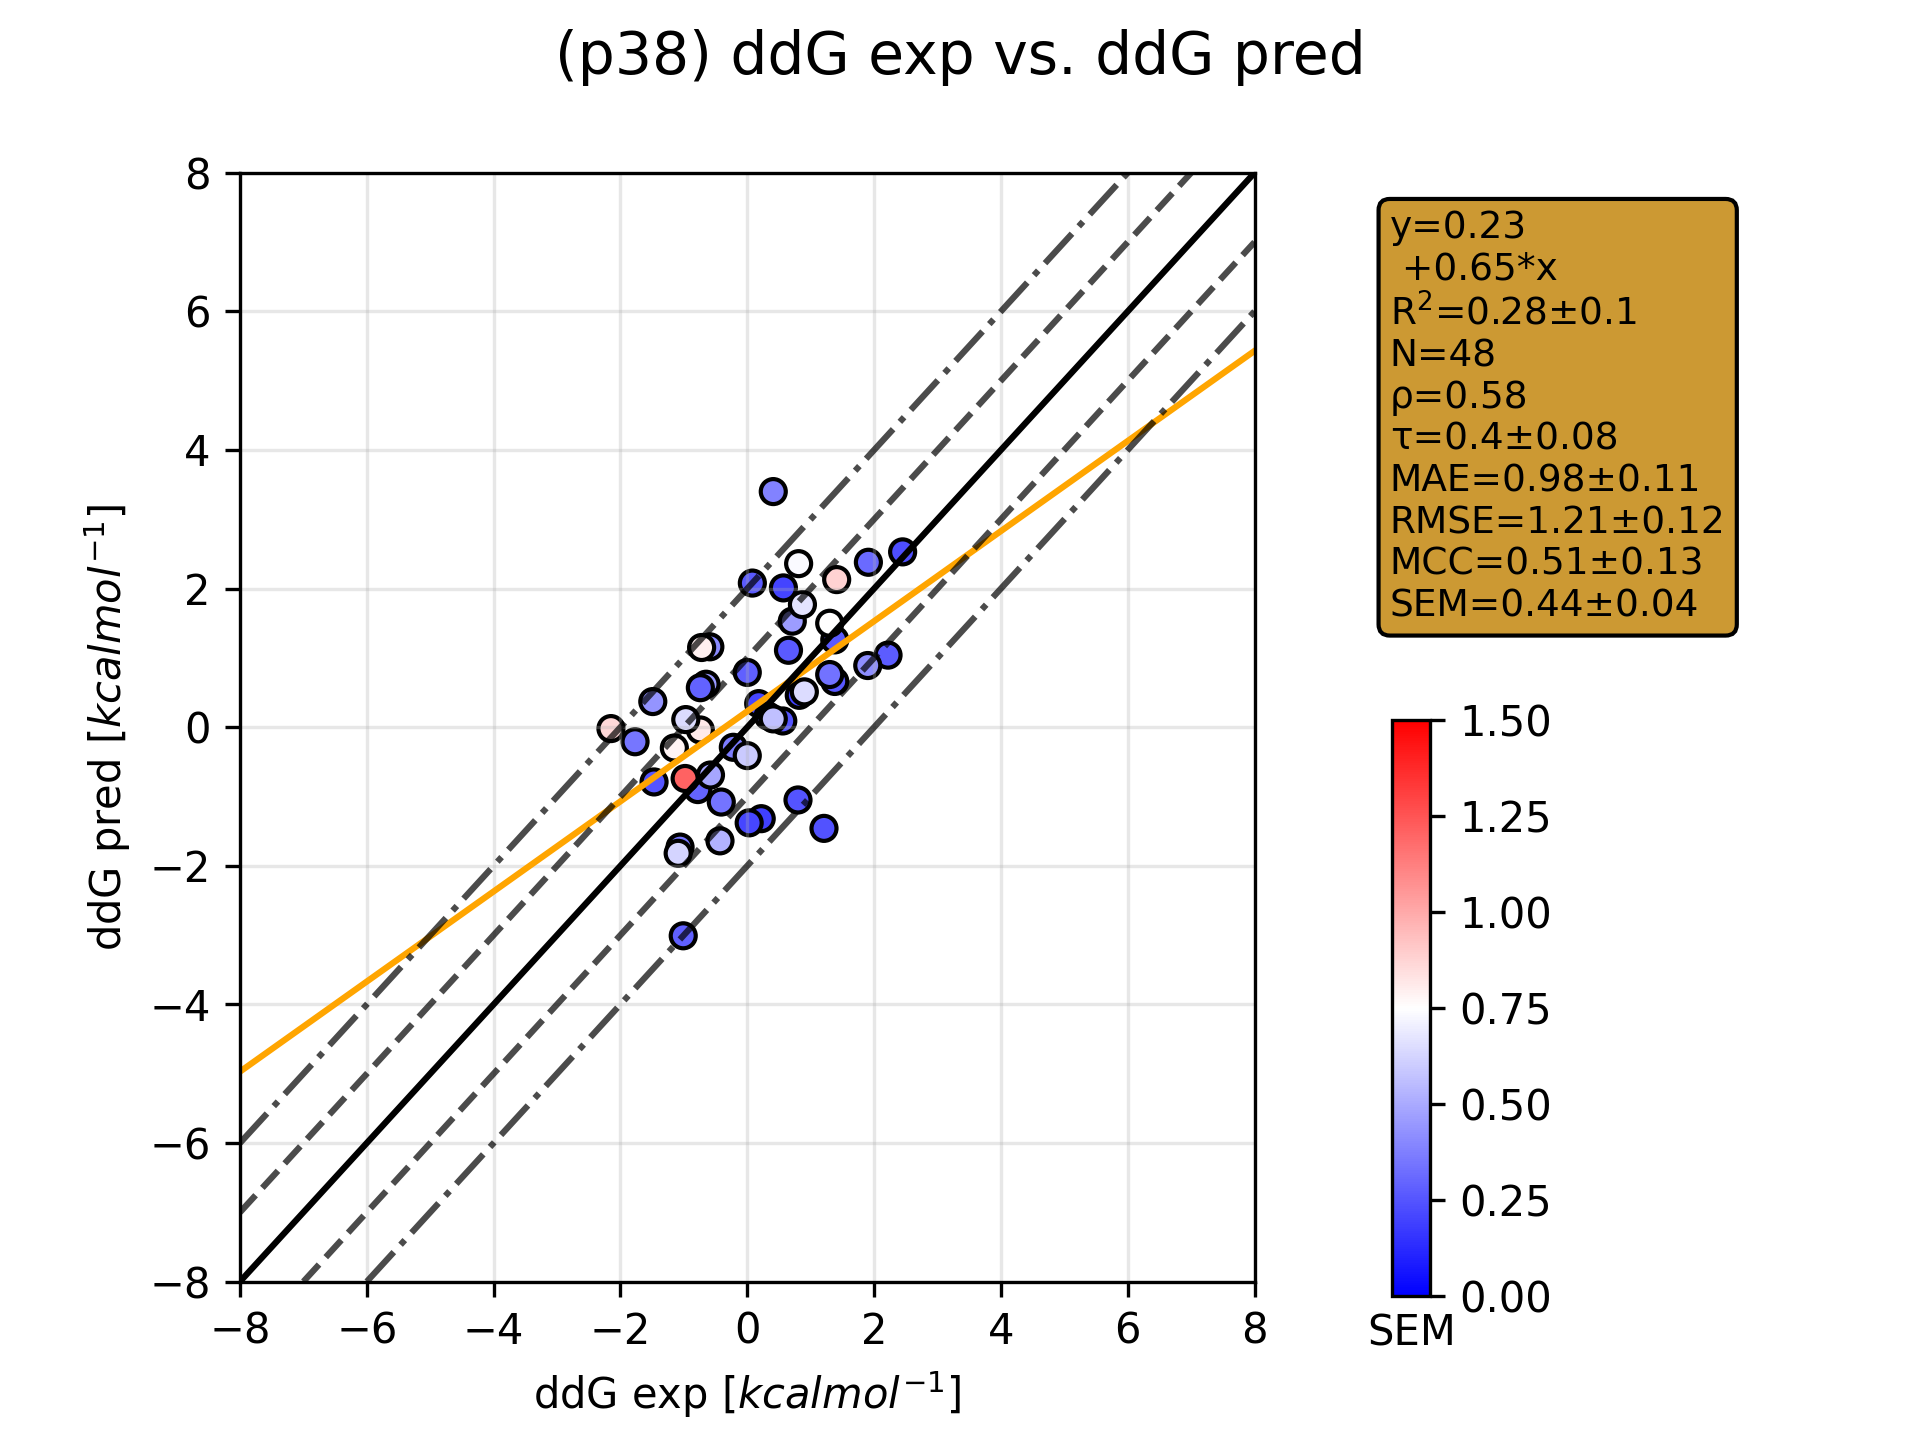 (p38) ddG exp vs. ddG pred
8
6
4
2
0
−2
−4
−6
−8
ddG pred [kcalmol⁻¹]
−8 −6 −4 −2 0 2 4 6 8
ddG exp [kcalmol⁻¹]
y=0.23
+0.65*x
R²=0.28±0.1
N=48
ρ=0.58
τ=0.4±0.08
MAE=0.98±0.11
RMSE=1.21±0.12
MCC=0.51±0.13
SEM=0.44±0.04
1.50
1.25
1.00
0.75
0.50
0.25
0.00
SEM